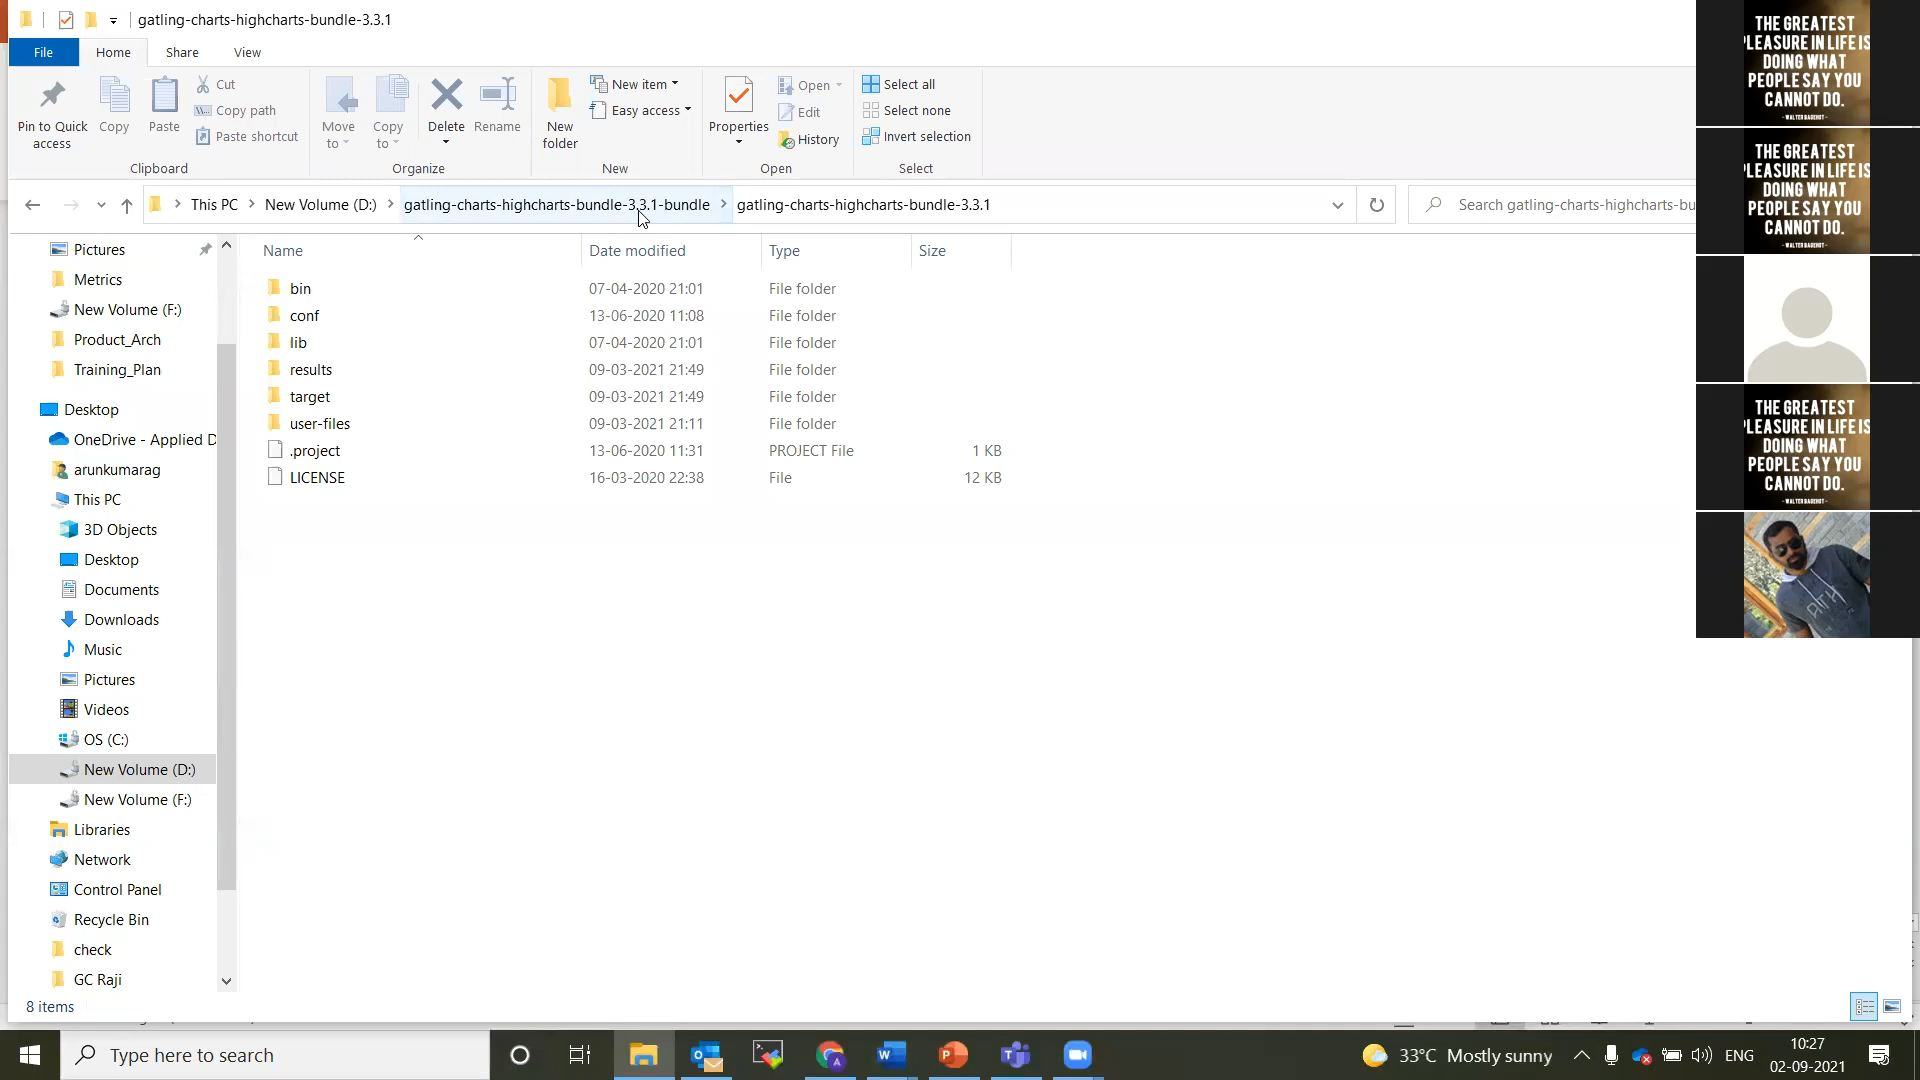 gatling-charts-highcharts-bundle-3.3.1
File Home Share View
Pin to Quick access
Copy
Paste
Cut
Copy path
Paste shortcut
Clipboard
Move to
Copy to
Delete
Rename
Organize
New folder
New item
Easy access
New
Properties
Open
Edit
History
Open
Select all
Select none
Invert selection
Select
This PC > New Volume (D:) > gatling-charts-highcharts-bundle-3.3.1-bundle > gatling-charts-highcharts-bundle-3.3.1
Search gatling-charts-highcharts-bu
Pictures
Metrics
New Volume (F:)
Product_Arch
Training_Plan
Desktop
OneDrive - Applied D
arunkumarag
This PC
3D Objects
Desktop
Documents
Downloads
Music
Pictures
Videos
OS (C:)
New Volume (D:)
New Volume (F:)
Libraries
Network
Control Panel
Recycle Bin
check
GC Raji
Name Date modified Type Size
bin 07-04-2020 21:01 File folder
conf 13-06-2020 11:08 File folder
lib 07-04-2020 21:01 File folder
results 09-03-2021 21:49 File folder
target 09-03-2021 21:49 File folder
user-files 09-03-2021 21:11 File folder
.project 13-06-2020 11:31 PROJECT File 1 KB
LICENSE 16-03-2020 22:38 File 12 KB
8 items
THE GREATEST
PLEASURE IN LIFE IS
DOING WHAT
PEOPLE SAY YOU
CANNOT DO.
- WALTER BAGEHOT -
THE GREATEST
PLEASURE IN LIFE IS
DOING WHAT
PEOPLE SAY YOU
CANNOT DO.
- WALTER BAGEHOT -
THE GREATEST
PLEASURE IN LIFE IS
DOING WHAT
PEOPLE SAY YOU
CANNOT DO.
- WALTER BAGEHOT -
Type here to search
33°C Mostly sunny
ENG
10:27
02-09-2021